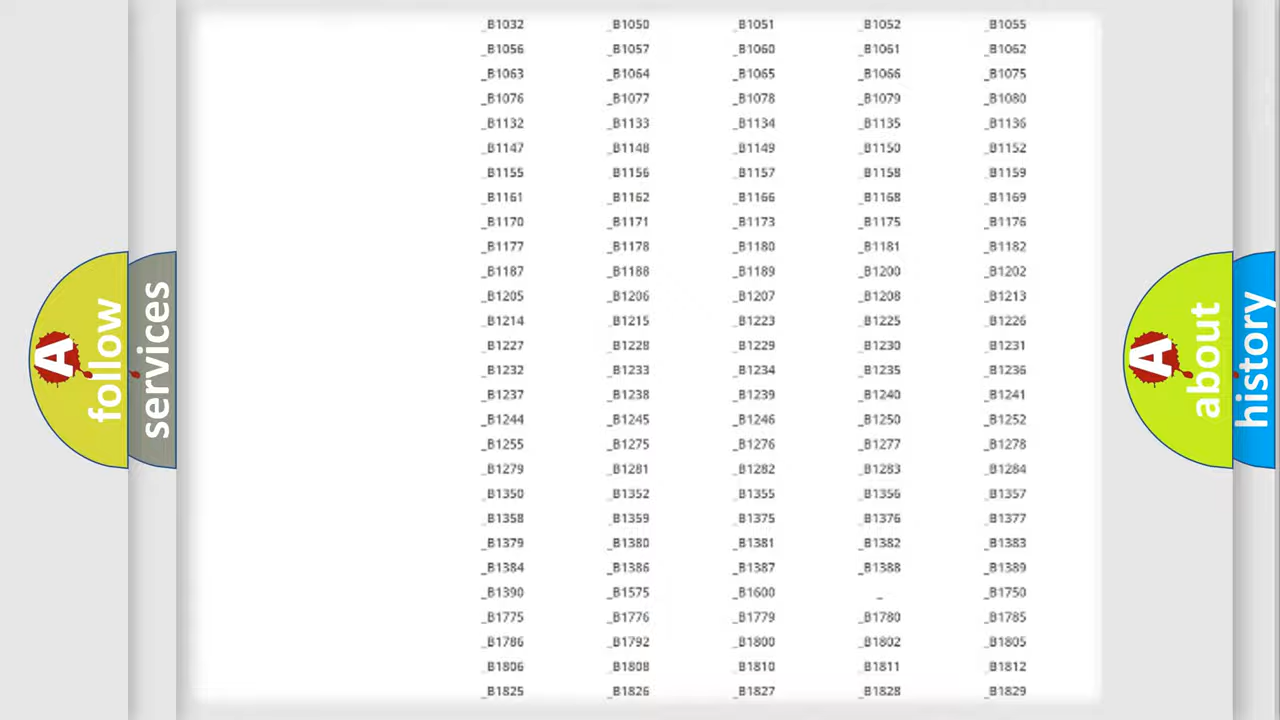 _B1032 _B1050 _B1051 _B1052 _B1055
_B1056 _B1057 _B1060 _B1061 _B1062
_B1063 _B1064 _B1065 _B1066 _B1075
_B1076 _B1077 _B1078 _B1079 _B1080
_B1132 _B1133 _B1134 _B1135 _B1136
_B1147 _B1148 _B1149 _B1150 _B1152
_B1155 _B1156 _B1157 _B1158 _B1159
_B1161 _B1162 _B1166 _B1168 _B1169
_B1170 _B1171 _B1173 _B1175 _B1176
_B1177 _B1178 _B1180 _B1181 _B1182
_B1187 _B1188 _B1189 _B1200 _B1202
_B1205 _B1206 _B1207 _B1208 _B1213
_B1214 _B1215 _B1223 _B1225 _B1226
_B1227 _B1228 _B1229 _B1230 _B1231
_B1232 _B1233 _B1234 _B1235 _B1236
_B1237 _B1238 _B1239 _B1240 _B1241
_B1244 _B1245 _B1246 _B1250 _B1252
_B1255 _B1275 _B1276 _B1277 _B1278
_B1279 _B1281 _B1282 _B1283 _B1284
_B1350 _B1352 _B1355 _B1356 _B1357
_B1358 _B1359 _B1375 _B1376 _B1377
_B1379 _B1380 _B1381 _B1382 _B1383
_B1384 _B1386 _B1387 _B1388 _B1389
_B1390 _B1575 _B1600 _ _B1750
_B1775 _B1776 _B1779 _B1780 _B1785
_B1786 _B1792 _B1800 _B1802 _B1805
_B1806 _B1808 _B1810 _B1811 _B1812
_B1825 _B1826 _B1827 _B1828 _B1829
A follow
services
A about
history